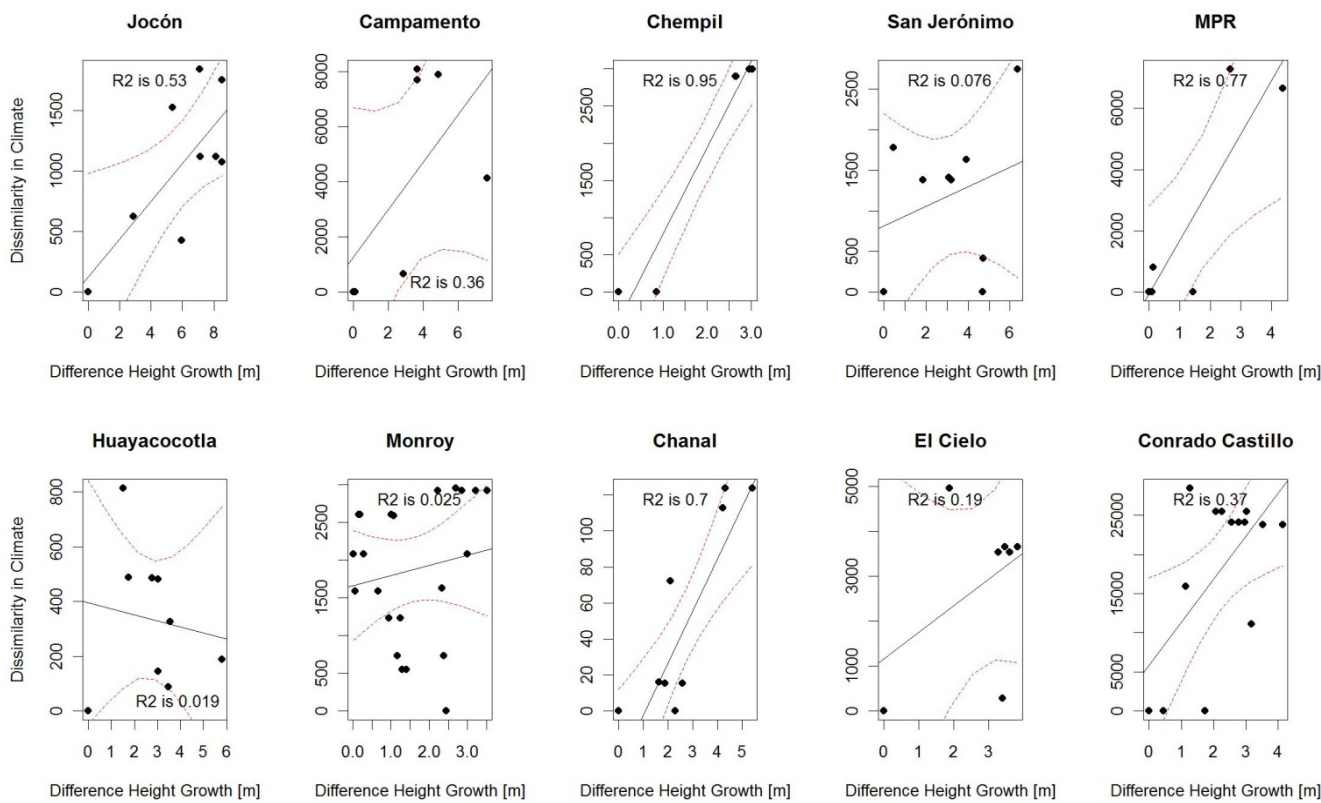 Jocón Campamento Chempil San Jerónimo MPR
R2 is 0.53
R2 is 0.36
R2 is 0.95
R2 is 0.076
R2 is 0.77
Dissimilarity in Climate
0 500 1000 1500
0 2000 4000 6000 8000
0 500 1500 2500
0 500 1500 2500
0 2000 4000 6000
0 2 4 6 8
0 2 4 6
0.0 1.0 2.0 3.0
0 2 4 6
0 1 2 3 4
Difference Height Growth [m] Difference Height Growth [m] Difference Height Growth [m] Difference Height Growth [m] Difference Height Growth [m]
Huayacocotla Monroy Chanal El Cielo Conrado Castillo
R2 is 0.019
R2 is 0.025
R2 is 0.7
R2 is 0.19
R2 is 0.37
Dissimilarity in Climate
0 200 400 600 800
0 500 1500 2500
0 20 40 60 80 100
0 1000 3000 5000
0 5000 15000 25000
0 1 2 3 4 5 6
0.0 1.0 2.0 3.0
0 1 2 3 4 5
0 1 2 3
0 1 2 3 4
Difference Height Growth [m] Difference Height Growth [m] Difference Height Growth [m] Difference Height Growth [m] Difference Height Growth [m]